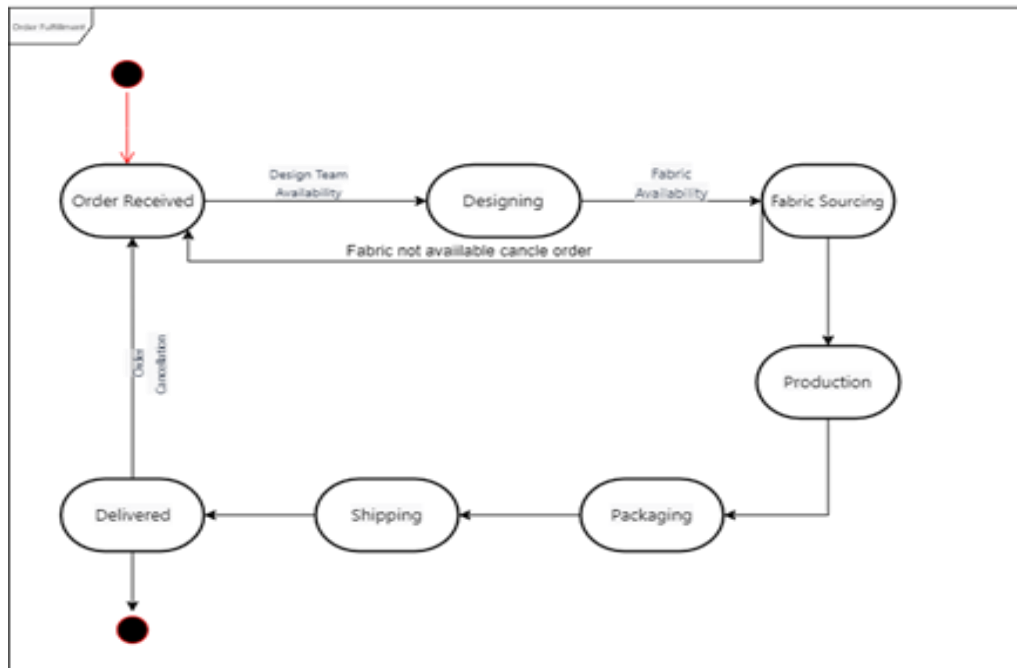 Order Fulfillment
Design Team
Availability
Fabric
Availability
Order Received
Designing
Fabric Sourcing
Fabric not avaiilable cancle order
Order
Cancellation
Production
Delivered
Shipping
Packaging